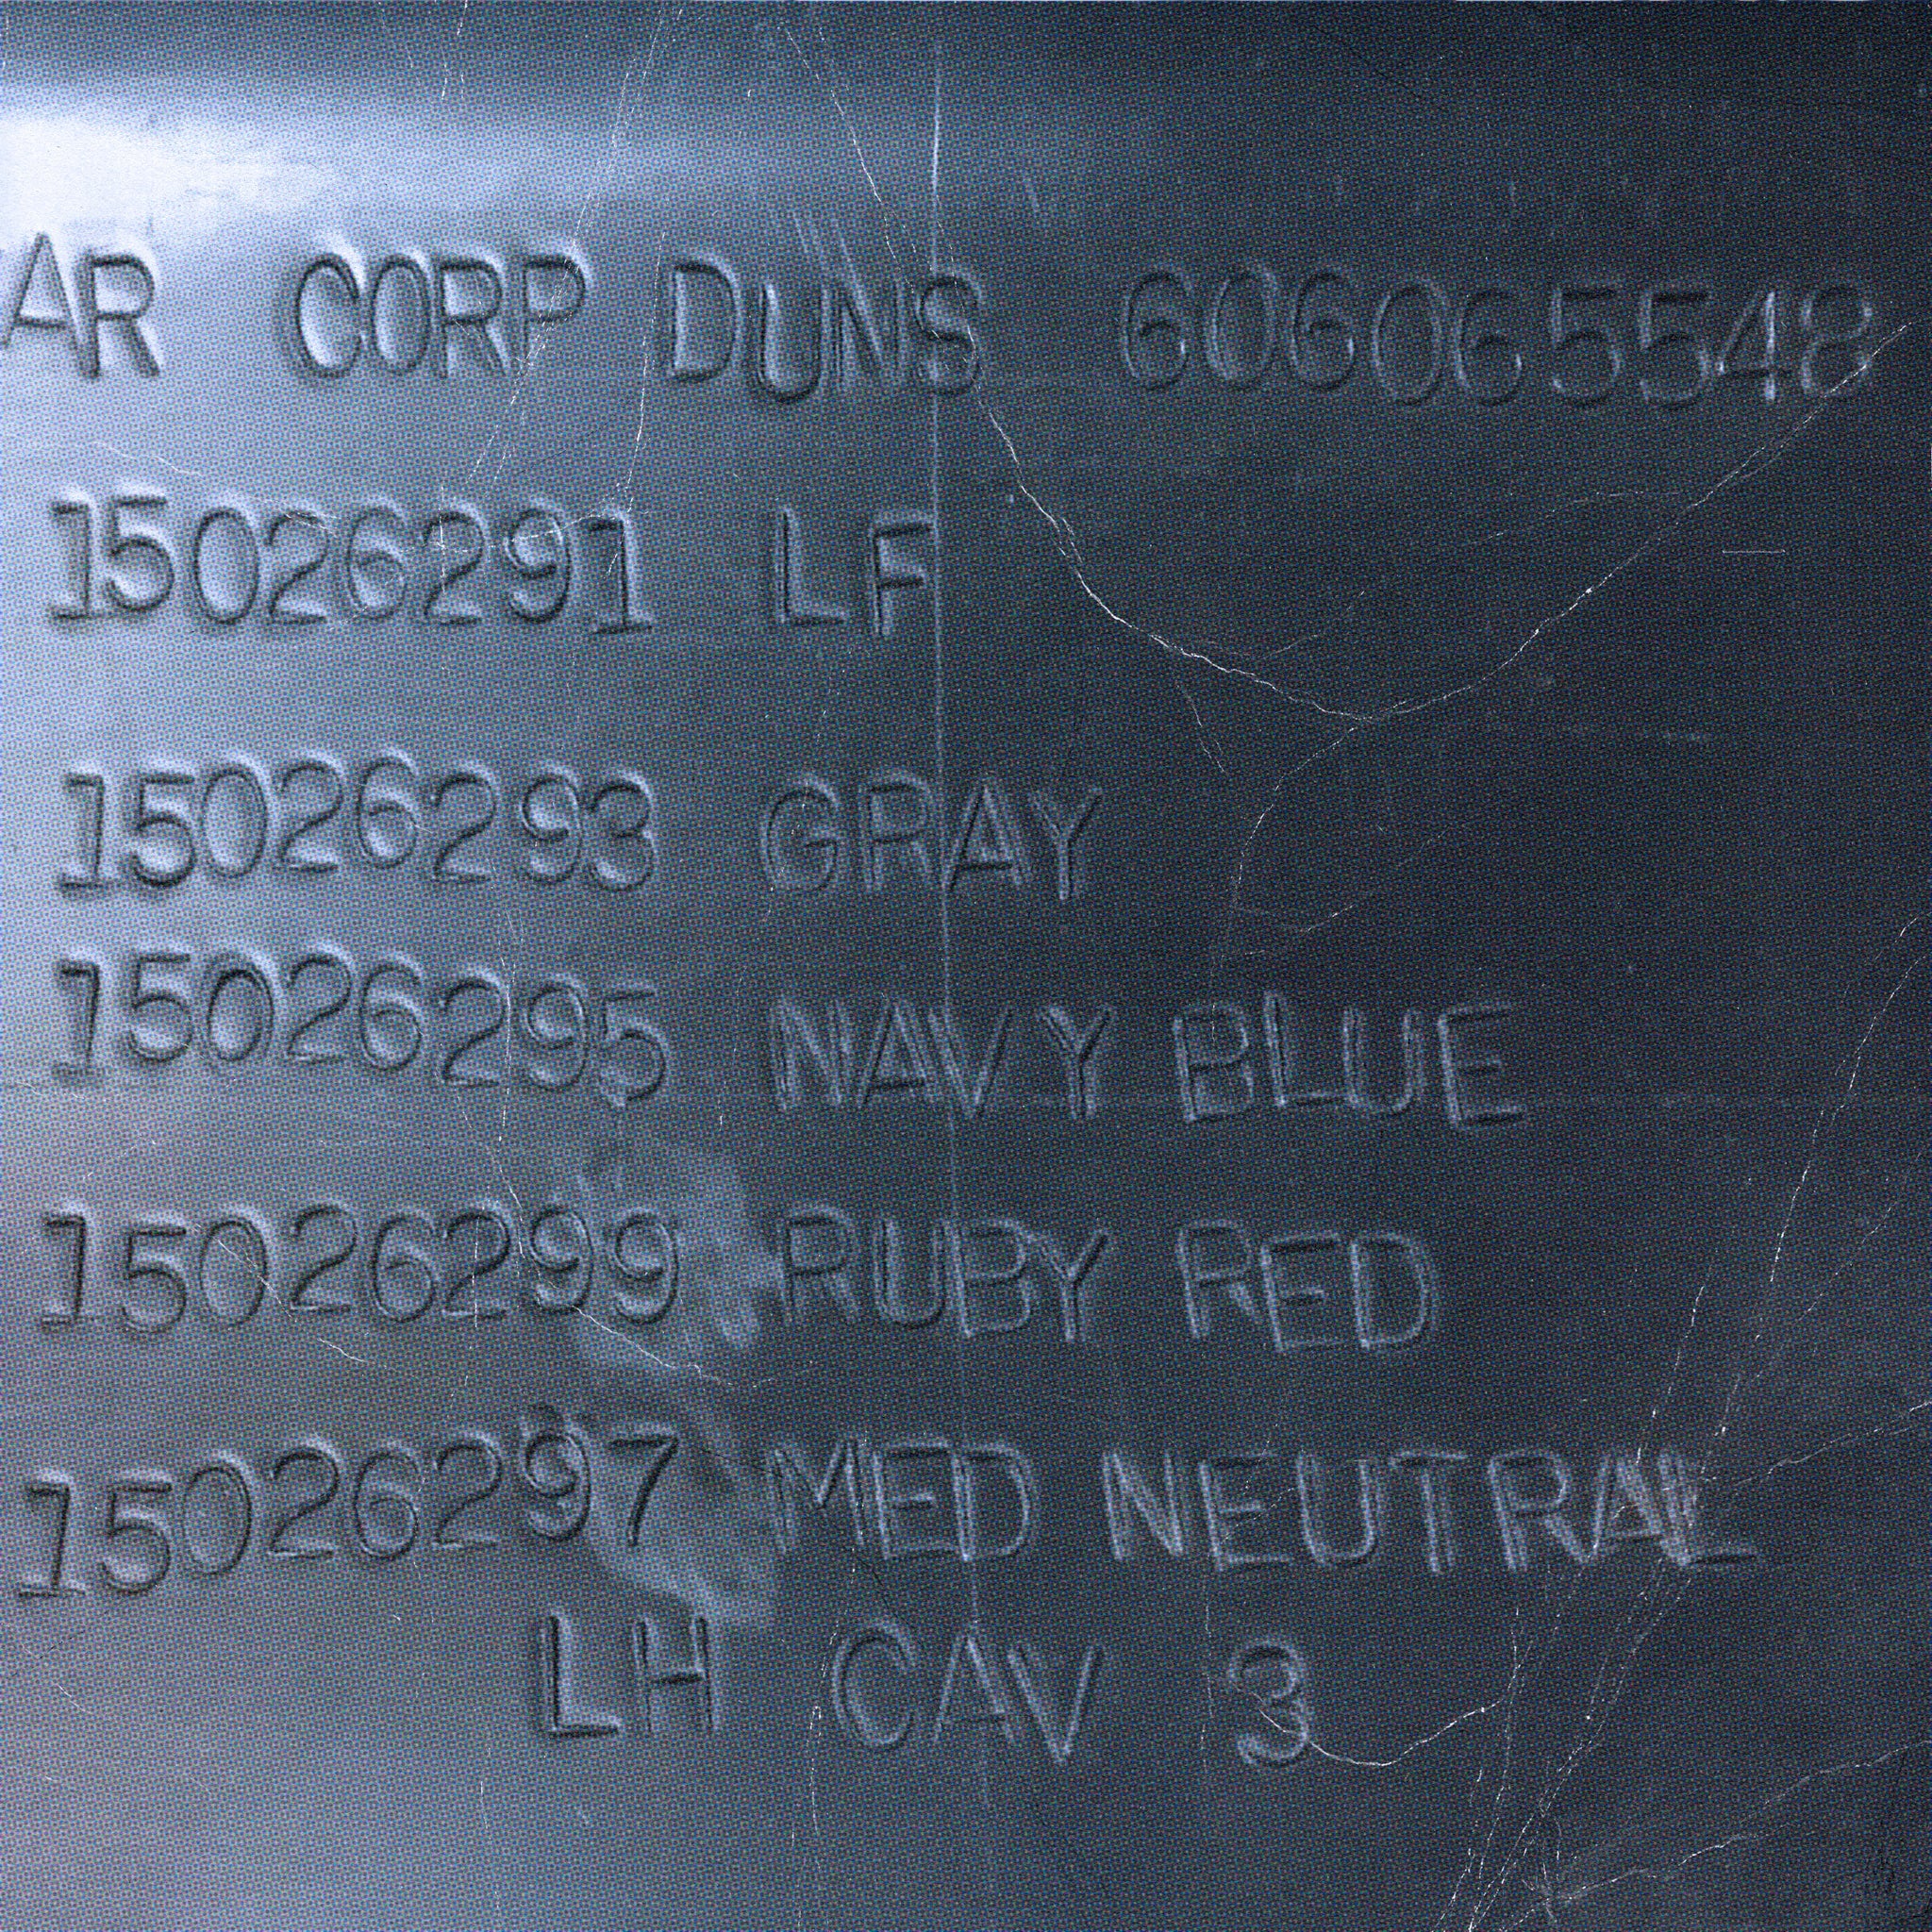 AR CORP DUNS 606065548
15026291 LF
15026293 GRAY
15026295 NAVY BLUE
15026299 RUBY RED
15026297 MED NEUTRAL
LH CAV 3